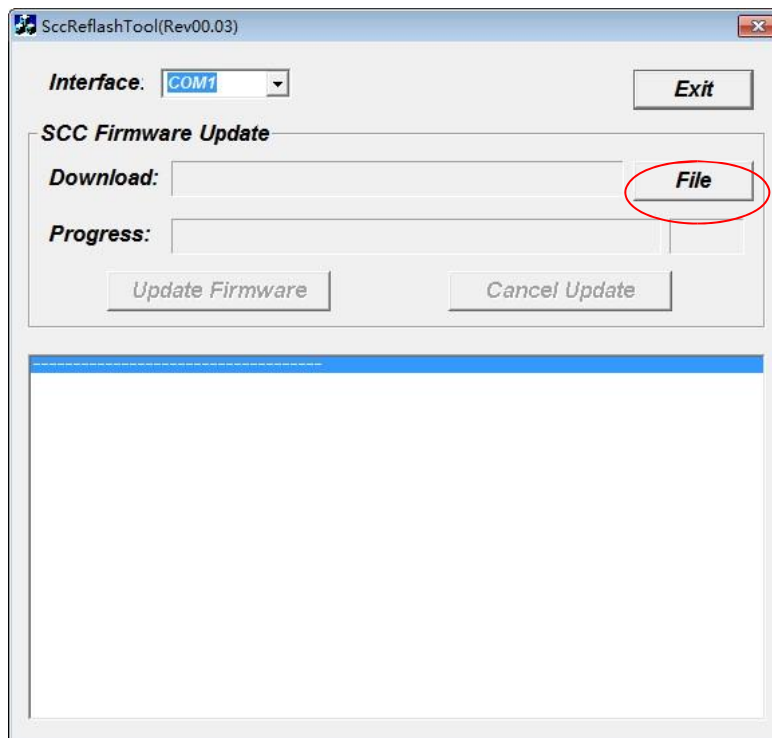 SccReflashTool(Rev00.03)
Interface: COM1
Exit
SCC Firmware Update
Download:
File
Progress:
Update Firmware
Cancel Update
------------------------------------